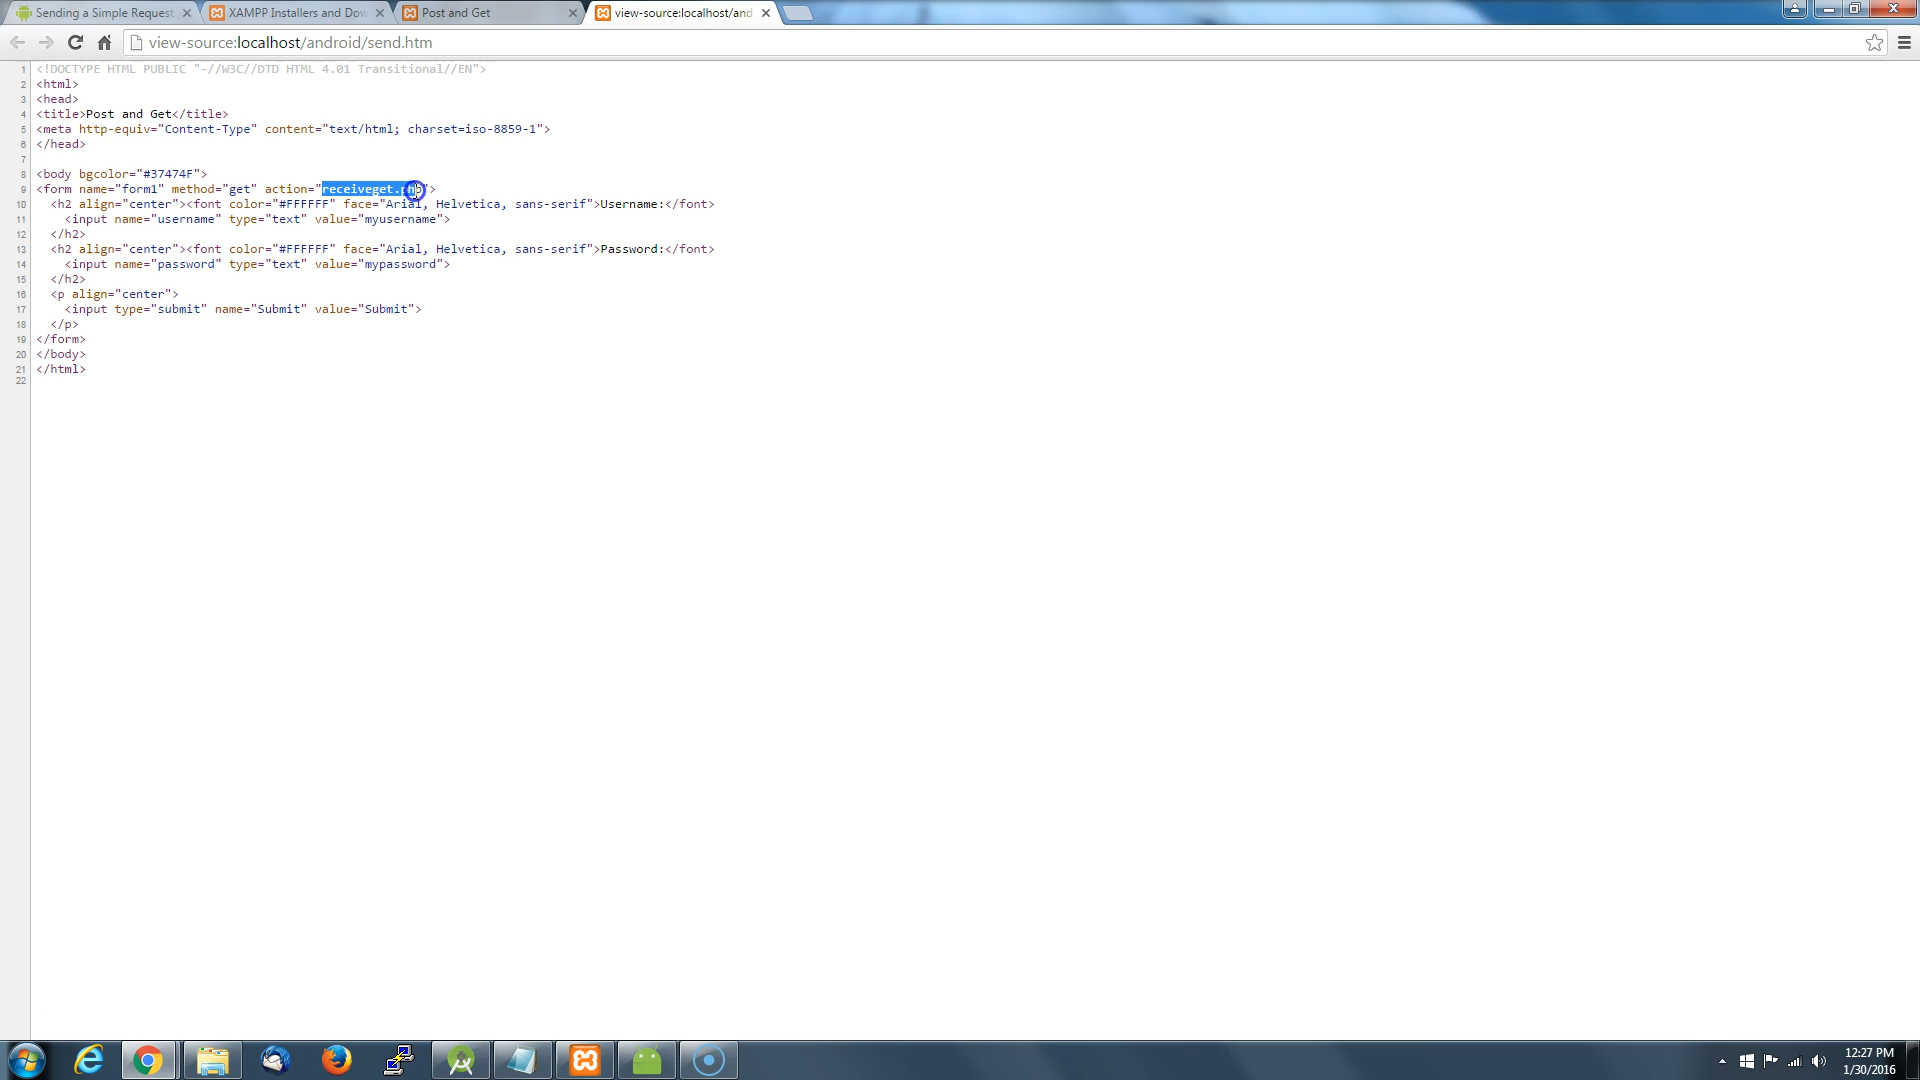 Sending a Simple Request
XAMPP Installers and Dow
Post and Get
view-source:localhost/and
view-source:localhost/android/send.htm
1 <!DOCTYPE HTML PUBLIC "-//W3C//DTD HTML 4.01 Transitional//EN">
2 <html>
3 <head>
4 <title>Post and Get</title>
5 <meta http-equiv="Content-Type" content="text/html; charset=iso-8859-1">
6 </head>
7
8 <body bgcolor="#37474F">
9 <form name="form1" method="get" action="receiveget.php">
10 <h2 align="center"><font color="#FFFFFF" face="Arial, Helvetica, sans-serif">Username:</font>
11 <input name="username" type="text" value="myusername">
12 </h2>
13 <h2 align="center"><font color="#FFFFFF" face="Arial, Helvetica, sans-serif">Password:</font>
14 <input name="password" type="text" value="mypassword">
15 </h2>
16 <p align="center">
17 <input type="submit" name="Submit" value="Submit">
18 </p>
19 </form>
20 </body>
21 </html>
22
12:27 PM
1/30/2016